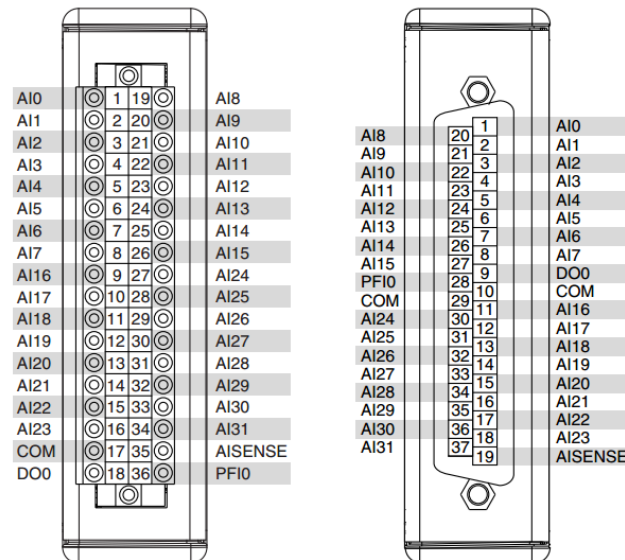 AI0 1 19 AI8
AI1 2 20 AI9
AI2 3 21 AI10
AI3 4 22 AI11
AI4 5 23 AI12
AI5 6 24 AI13
AI6 7 25 AI14
AI7 8 26 AI15
AI16 9 27 AI24
AI17 10 28 AI25
AI18 11 29 AI26
AI19 12 30 AI27
AI20 13 31 AI28
AI21 14 32 AI29
AI22 15 33 AI30
AI23 16 34 AI31
COM 17 35 AISENSE
DO0 18 36 PFI0
1 AI0
AI8 20
2 AI1
AI9 21
3 AI2
AI10 22
4 AI3
AI11 23
5 AI4
AI12 24
6 AI5
AI13 25
7 AI6
AI14 26
8 AI7
AI15 27
9 DO0
PFI0 28
10 COM
COM 29
11 AI16
AI24 30
12 AI17
AI25 31
13 AI18
AI26 32
14 AI19
AI27 33
15 AI20
AI28 34
16 AI21
AI29 35
17 AI22
AI30 36
18 AI23
AI31 37
19 AISENSE